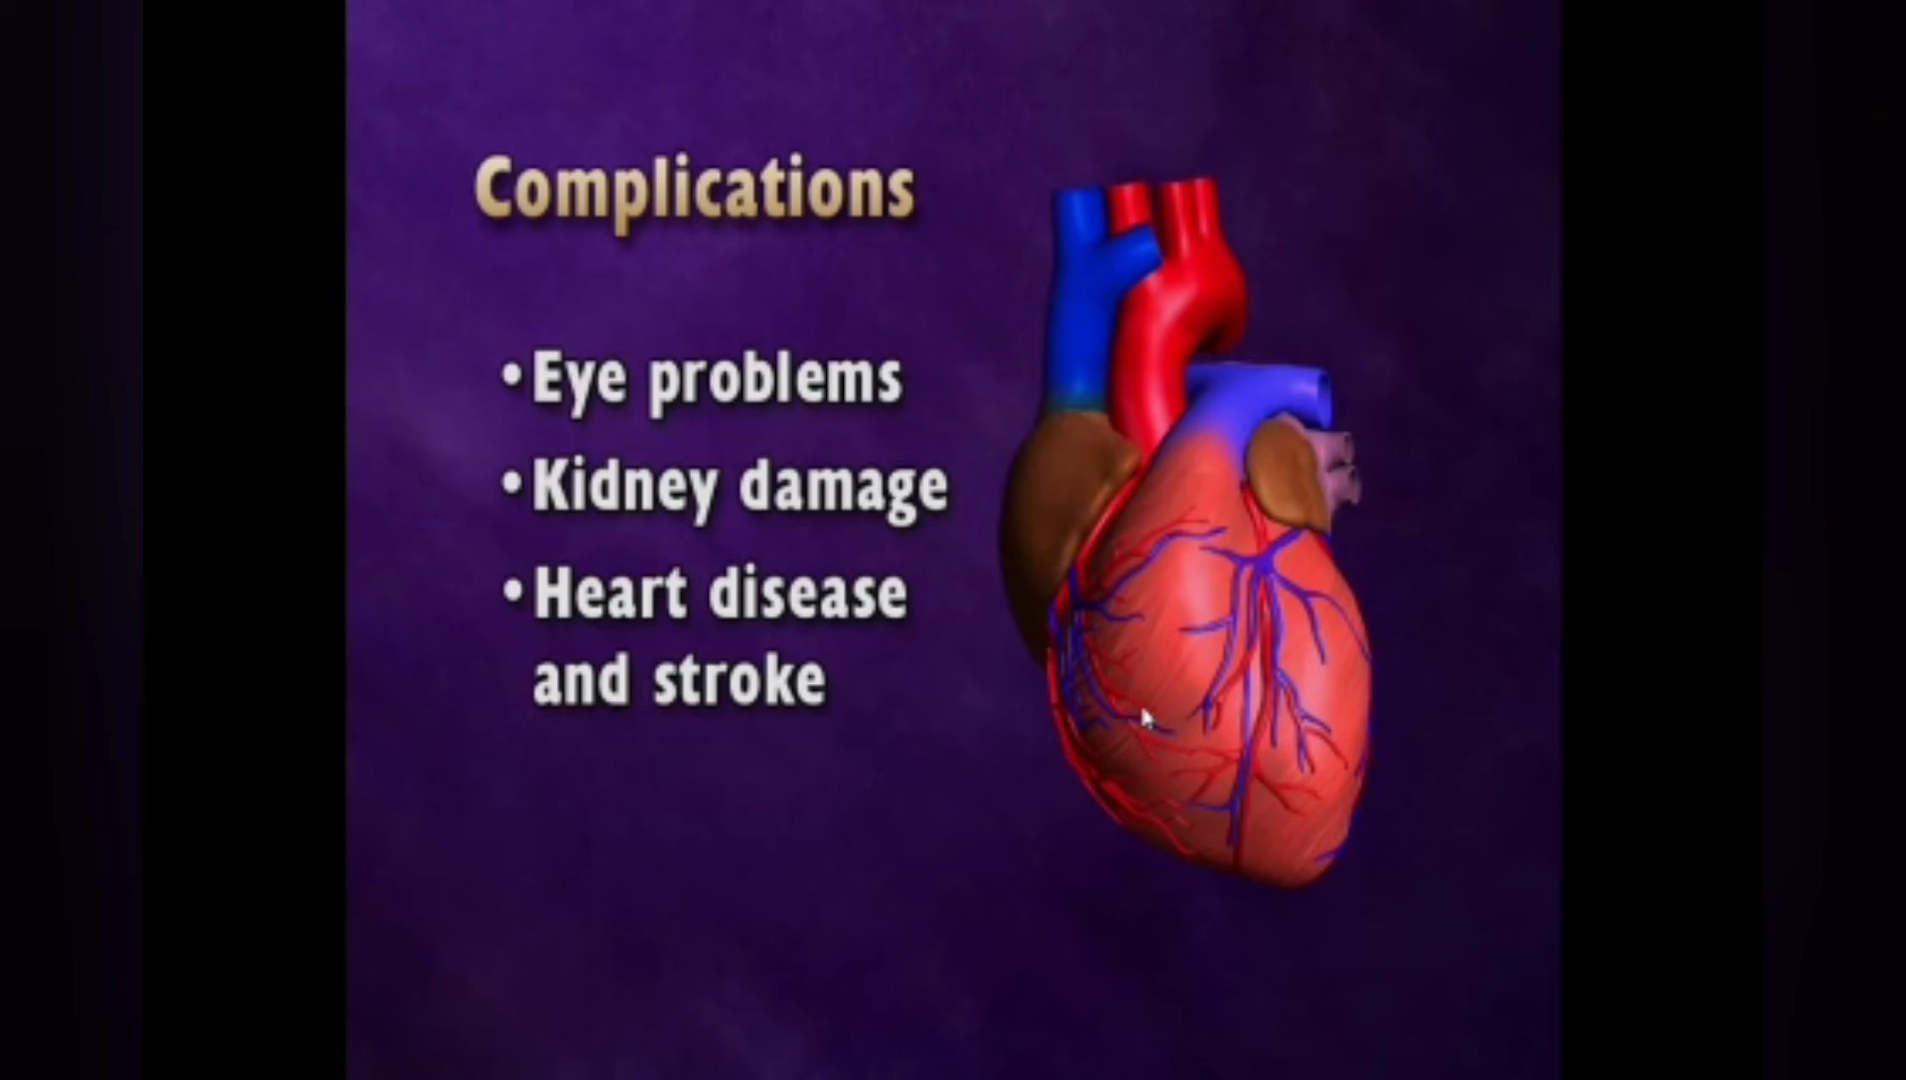 Complications
• Eye problems
• Kidney damage
• Heart disease
and stroke